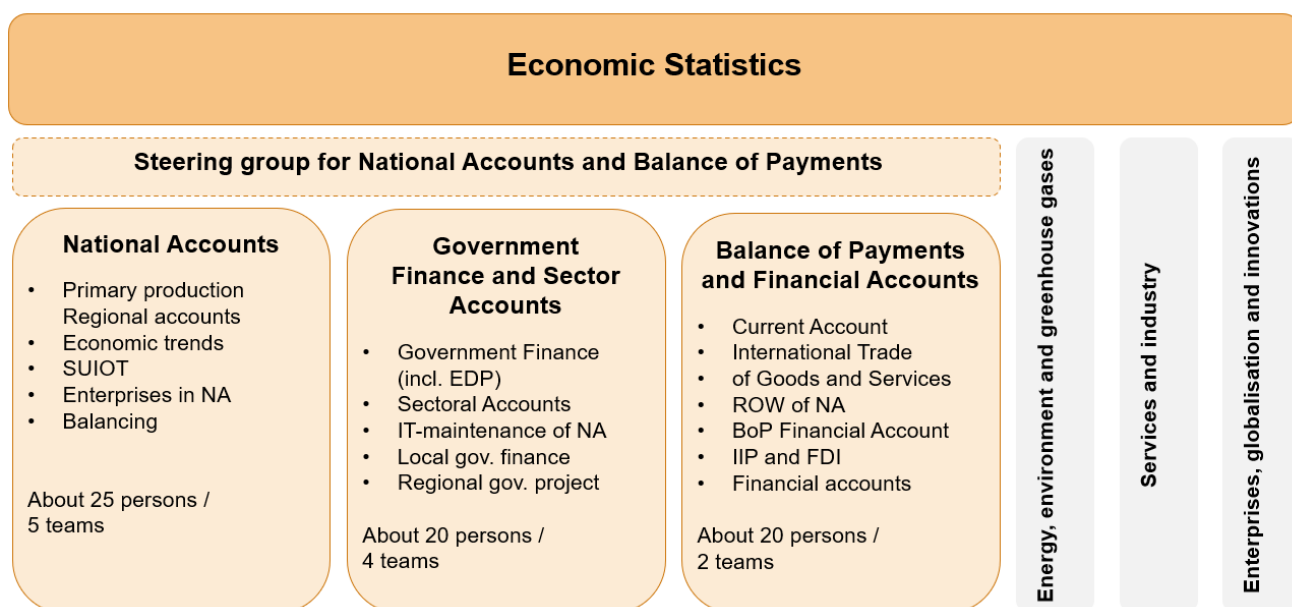 Economic Statistics
Steering group for National Accounts and Balance of Payments
National Accounts
• Primary production
Regional accounts
• Economic trends
• SUIOT
• Enterprises in NA
• Balancing
About 25 persons /
5 teams
Government
Finance and Sector
Accounts
• Government Finance
(incl. EDP)
• Sectoral Accounts
• IT-maintenance of NA
• Local gov. finance
• Regional gov. project
About 20 persons /
4 teams
Balance of Payments
and Financial Accounts
• Current Account
• International Trade
• of Goods and Services
• ROW of NA
• BoP Financial Account
• IIP and FDI
• Financial accounts
About 20 persons /
2 teams
Energy, environment and greenhouse gases
Services and industry
Enterprises, globalisation and innovations